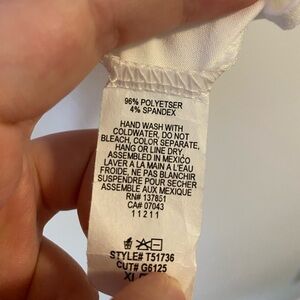 96% POLYETSER
4% SPANDEX
HAND WASH WITH
COLDWATER, DO NOT
BLEACH, COLOR SEPARATE,
HANG OR LINE DRY.
ASSEMBLED IN MEXICO
LAVER A LA MAIN A L'EAU
FROIDE, NE PAS BLANCHIR
SUSPENDRE POUR SECHER
ASSEMBLE AUX MEXIQUE
RN# 137851
CA# 07043
11211
STYLE# T51736
CUT# G6125